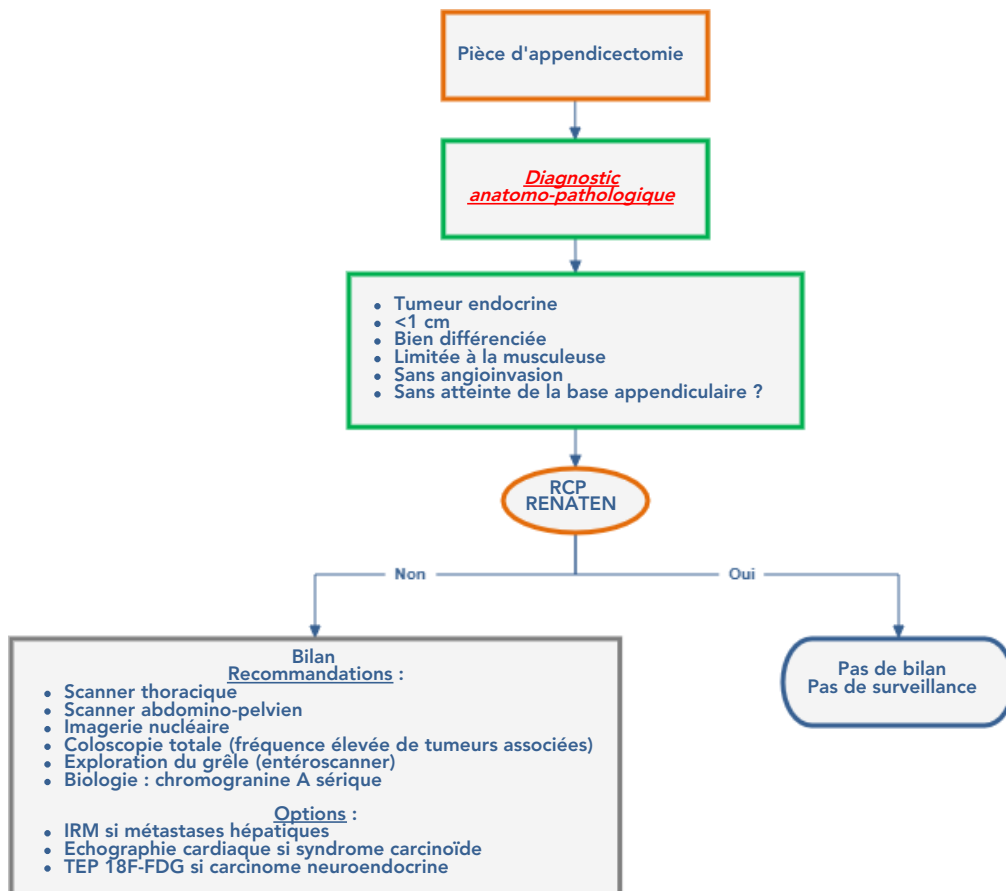 Pièce d'appendicectomie
Diagnostic
anatomo-pathologique
• Tumeur endocrine
• <1 cm
• Bien différenciée
• Limitée à la musculeuse
• Sans angioinvasion
• Sans atteinte de la base appendiculaire ?
RCP
RENATEN
Non
Oui
Bilan
Recommandations :
• Scanner thoracique
• Scanner abdomino-pelvien
• Imagerie nucléaire
• Coloscopie totale (fréquence élevée de tumeurs associées)
• Exploration du grêle (entéroscanner)
• Biologie : chromogranine A sérique
Options :
• IRM si métastases hépatiques
• Echographie cardiaque si syndrome carcinoïde
• TEP 18F-FDG si carcinome neuroendocrine
Pas de bilan
Pas de surveillance